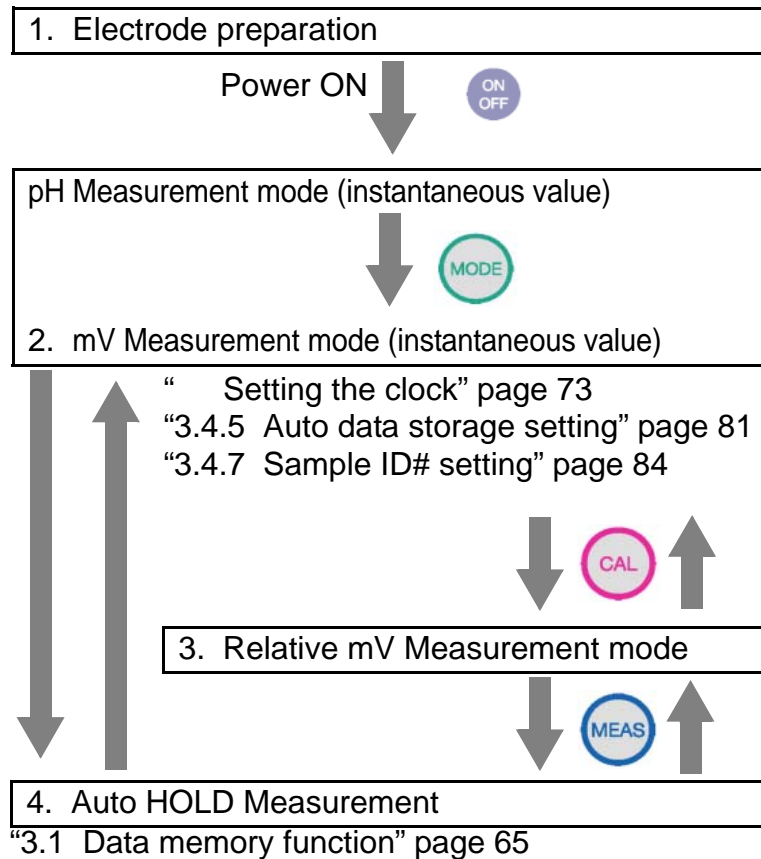 1. Electrode preparation
Power ON
ON
OFF
pH Measurement mode (instantaneous value)
MODE
2. mV Measurement mode (instantaneous value)
“ Setting the clock” page 73
“3.4.5 Auto data storage setting” page 81
“3.4.7 Sample ID# setting” page 84
CAL
3. Relative mV Measurement mode
MEAS
4. Auto HOLD Measurement
“3.1 Data memory function” page 65